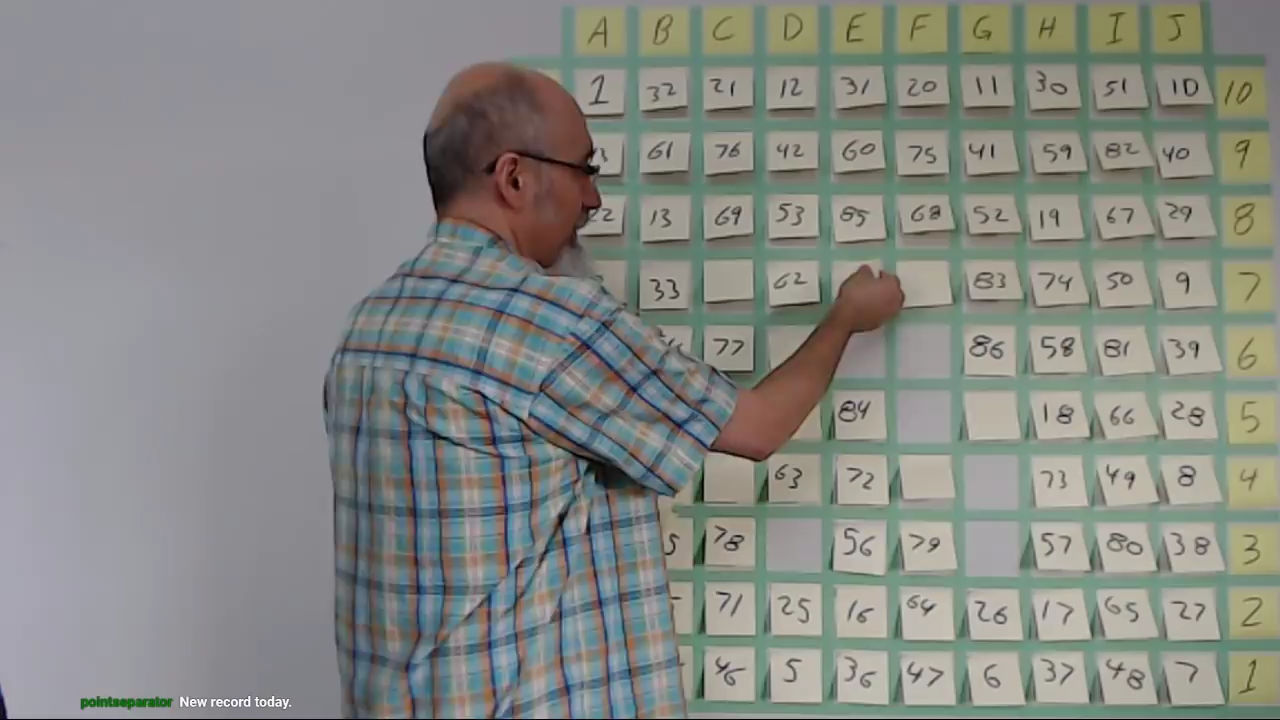 A B C D E F G H I J
1 32 21 12 31 20 11 30 51 10 10
61 76 42 60 75 41 59 82 40 9
22 13 69 53 85 68 52 19 67 29 8
33 62 83 74 50 9 7
77 86 58 81 39 6
84 18 66 28 5
63 72 73 49 8 4
5 78 56 79 57 80 38 3
71 25 16 64 26 17 65 27 2
46 5 36 47 6 37 48 7 1
pointseparator New record today.